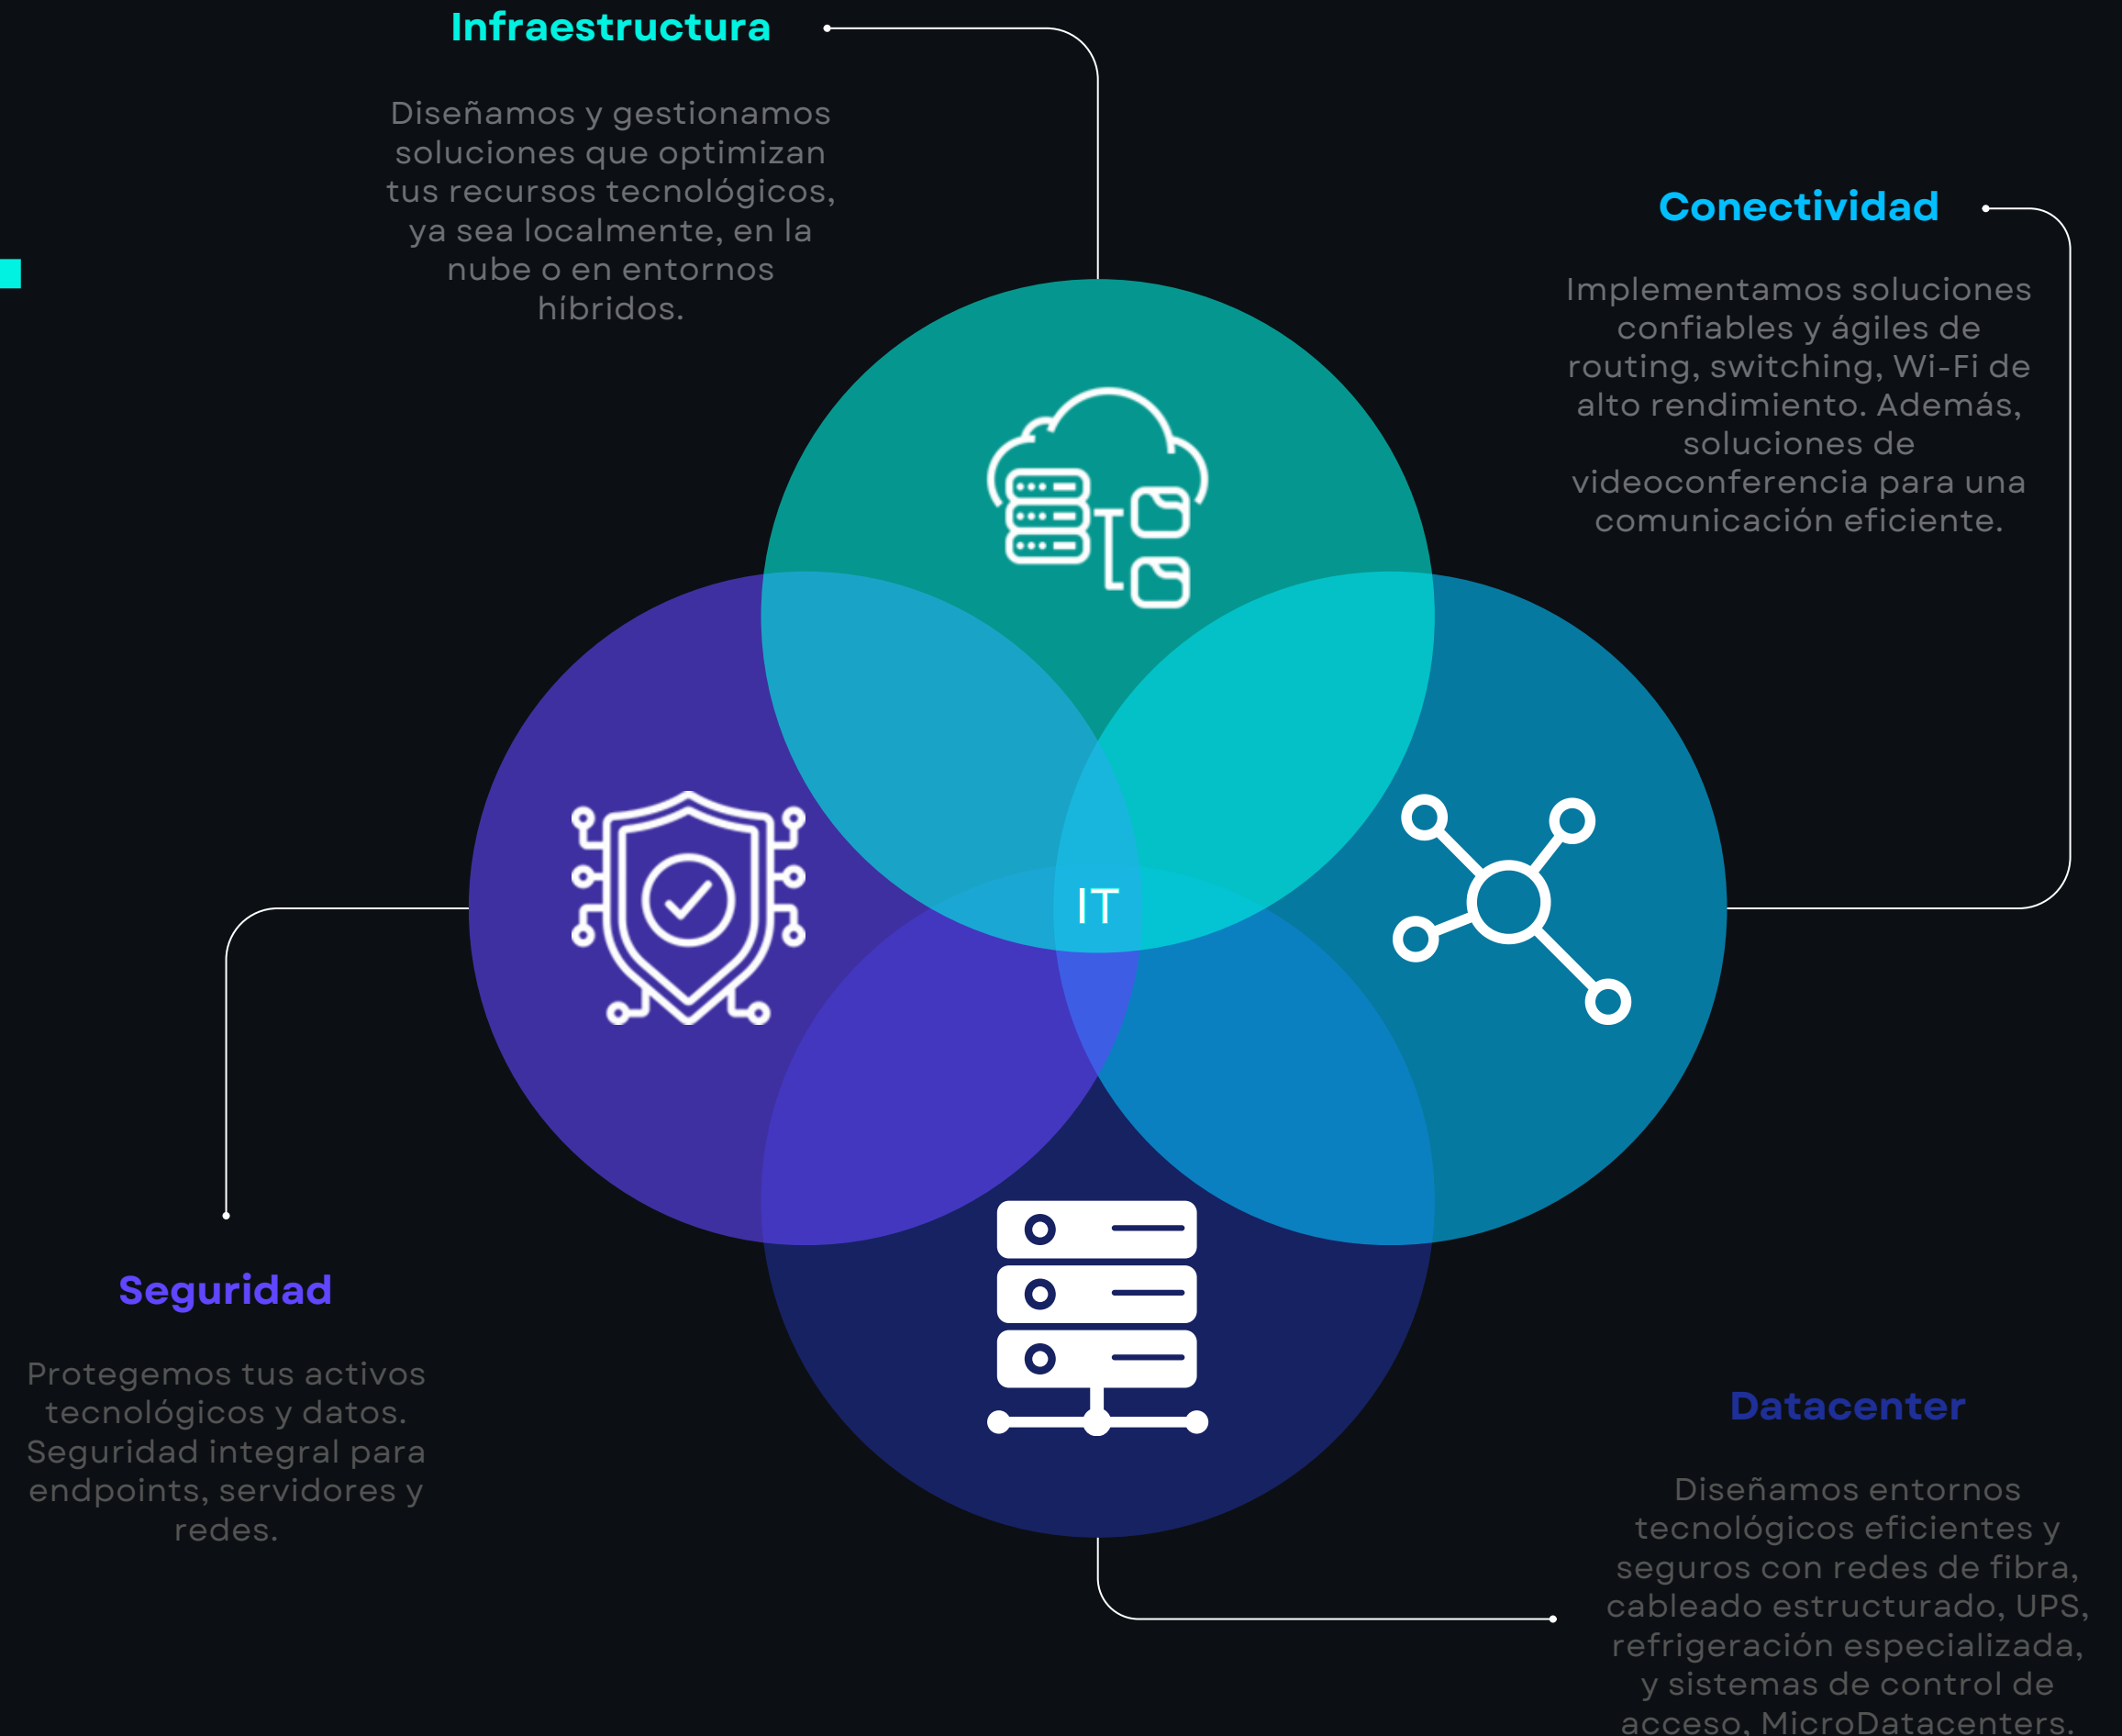 Infraestructura
Diseñamos y gestionamos
soluciones que optimizan
tus recursos tecnológicos,
ya sea localmente, en la
nube o en entornos
híbridos.
Conectividad
Implementamos soluciones
confiables y ágiles de
routing, switching, Wi-Fi de
alto rendimiento. Además,
soluciones de
videoconferencia para una
comunicación eficiente.
IT
Seguridad
Protegemos tus activos
tecnológicos y datos.
Seguridad integral para
endpoints, servidores y
redes.
Datacenter
Diseñamos entornos
tecnológicos eficientes y
seguros con redes de fibra,
cableado estructurado, UPS,
refrigeración especializada,
y sistemas de control de
acceso, MicroDatacenters.